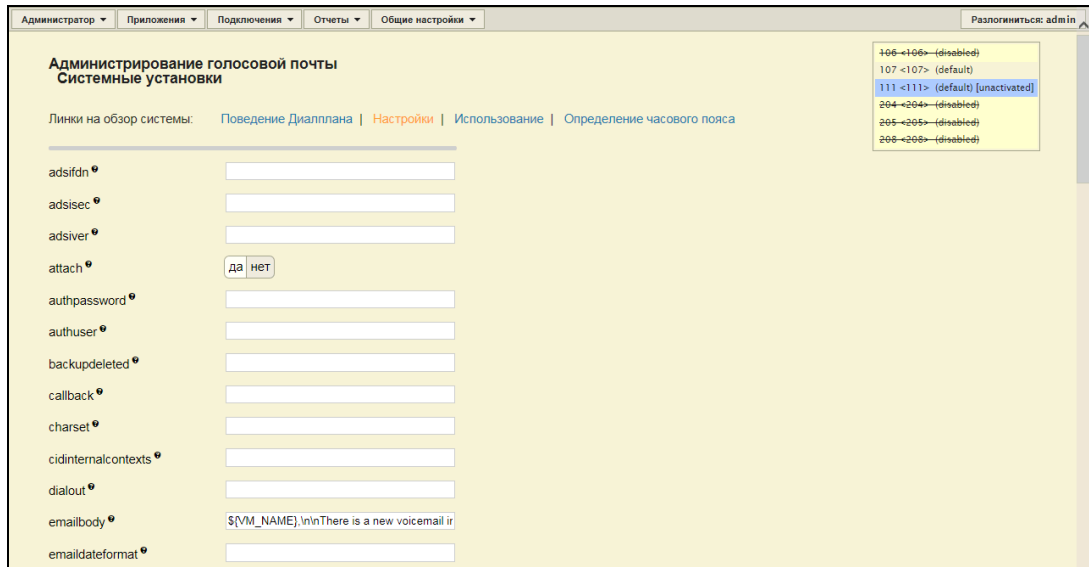 Администратор ▾ Приложения ▾ Подключения ▾ Отчеты ▾ Общие настройки ▾ Разлогиниться: admin
Администрирование голосовой почты
Системные установки
106 <106> (disabled)
107 <107> (default)
111 <111> (default) [unactivated]
204 <204> (disabled)
205 <205> (disabled)
208 <208> (disabled)
Линки на обзор системы: Поведение Диалплана | Настройки | Использование | Определение часового пояса
adsifdn
adsisec
adsiver
attach да нет
authpassword
authuser
backupdeleted
callback
charset
cidinternalcontexts
dialout
emailbody ${VM_NAME},\n\nThere is a new voicemail in
emaildateformat